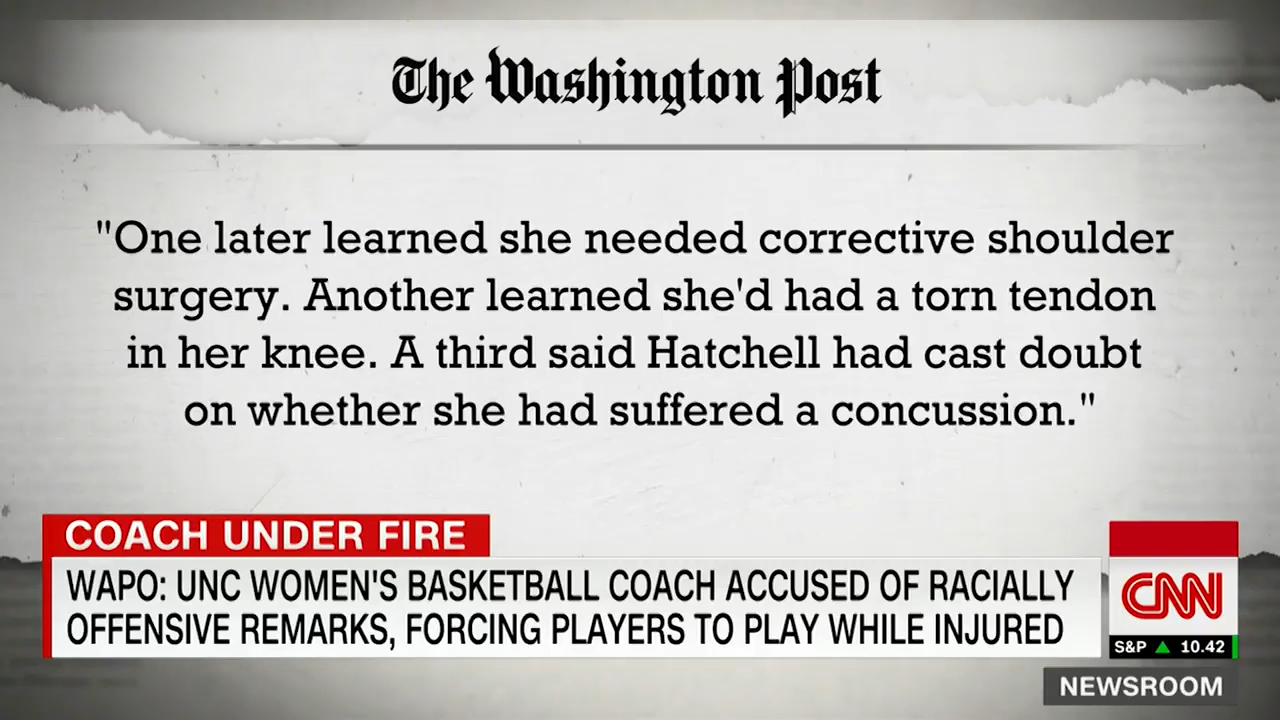 The Washington Post
"One later learned she needed corrective shoulder
surgery. Another learned she'd had a torn tendon
in her knee. A third said Hatchell had cast doubt
on whether she had suffered a concussion."
COACH UNDER FIRE
WAPO: UNC WOMEN'S BASKETBALL COACH ACCUSED OF RACIALLY
OFFENSIVE REMARKS, FORCING PLAYERS TO PLAY WHILE INJURED
CNN
S&P ▲ 10.42
NEWSROOM